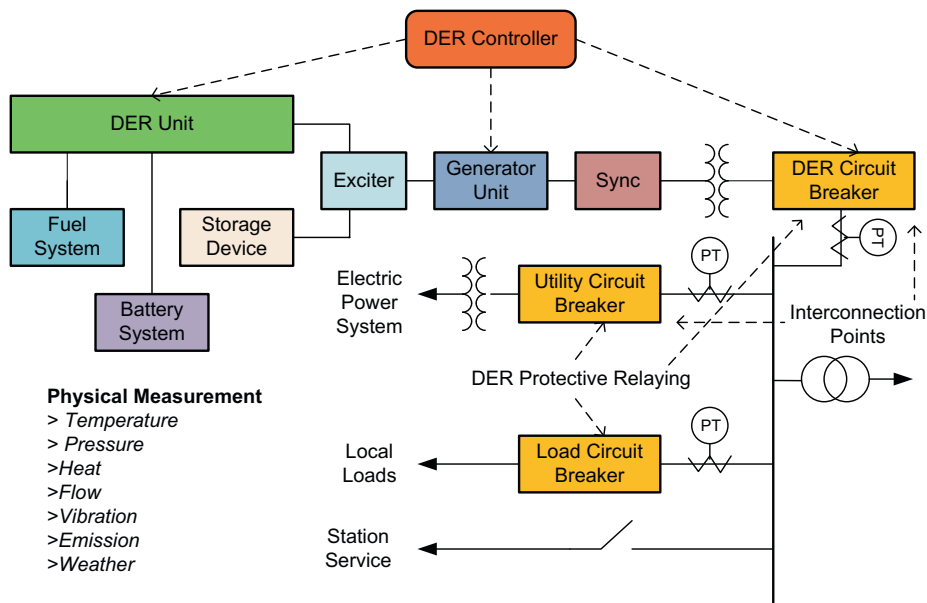 DER Controller
DER Unit
Exciter
Generator
Unit
Sync
DER Circuit
Breaker
Fuel
System
Storage
Device
PT
Battery
System
Electric
Power
System
Utility Circuit
Breaker
PT
Interconnection
Points
DER Protective Relaying
Physical Measurement
> Temperature
> Pressure
>Heat
>Flow
>Vibration
>Emission
>Weather
Local
Loads
Load Circuit
Breaker
PT
Station
Service